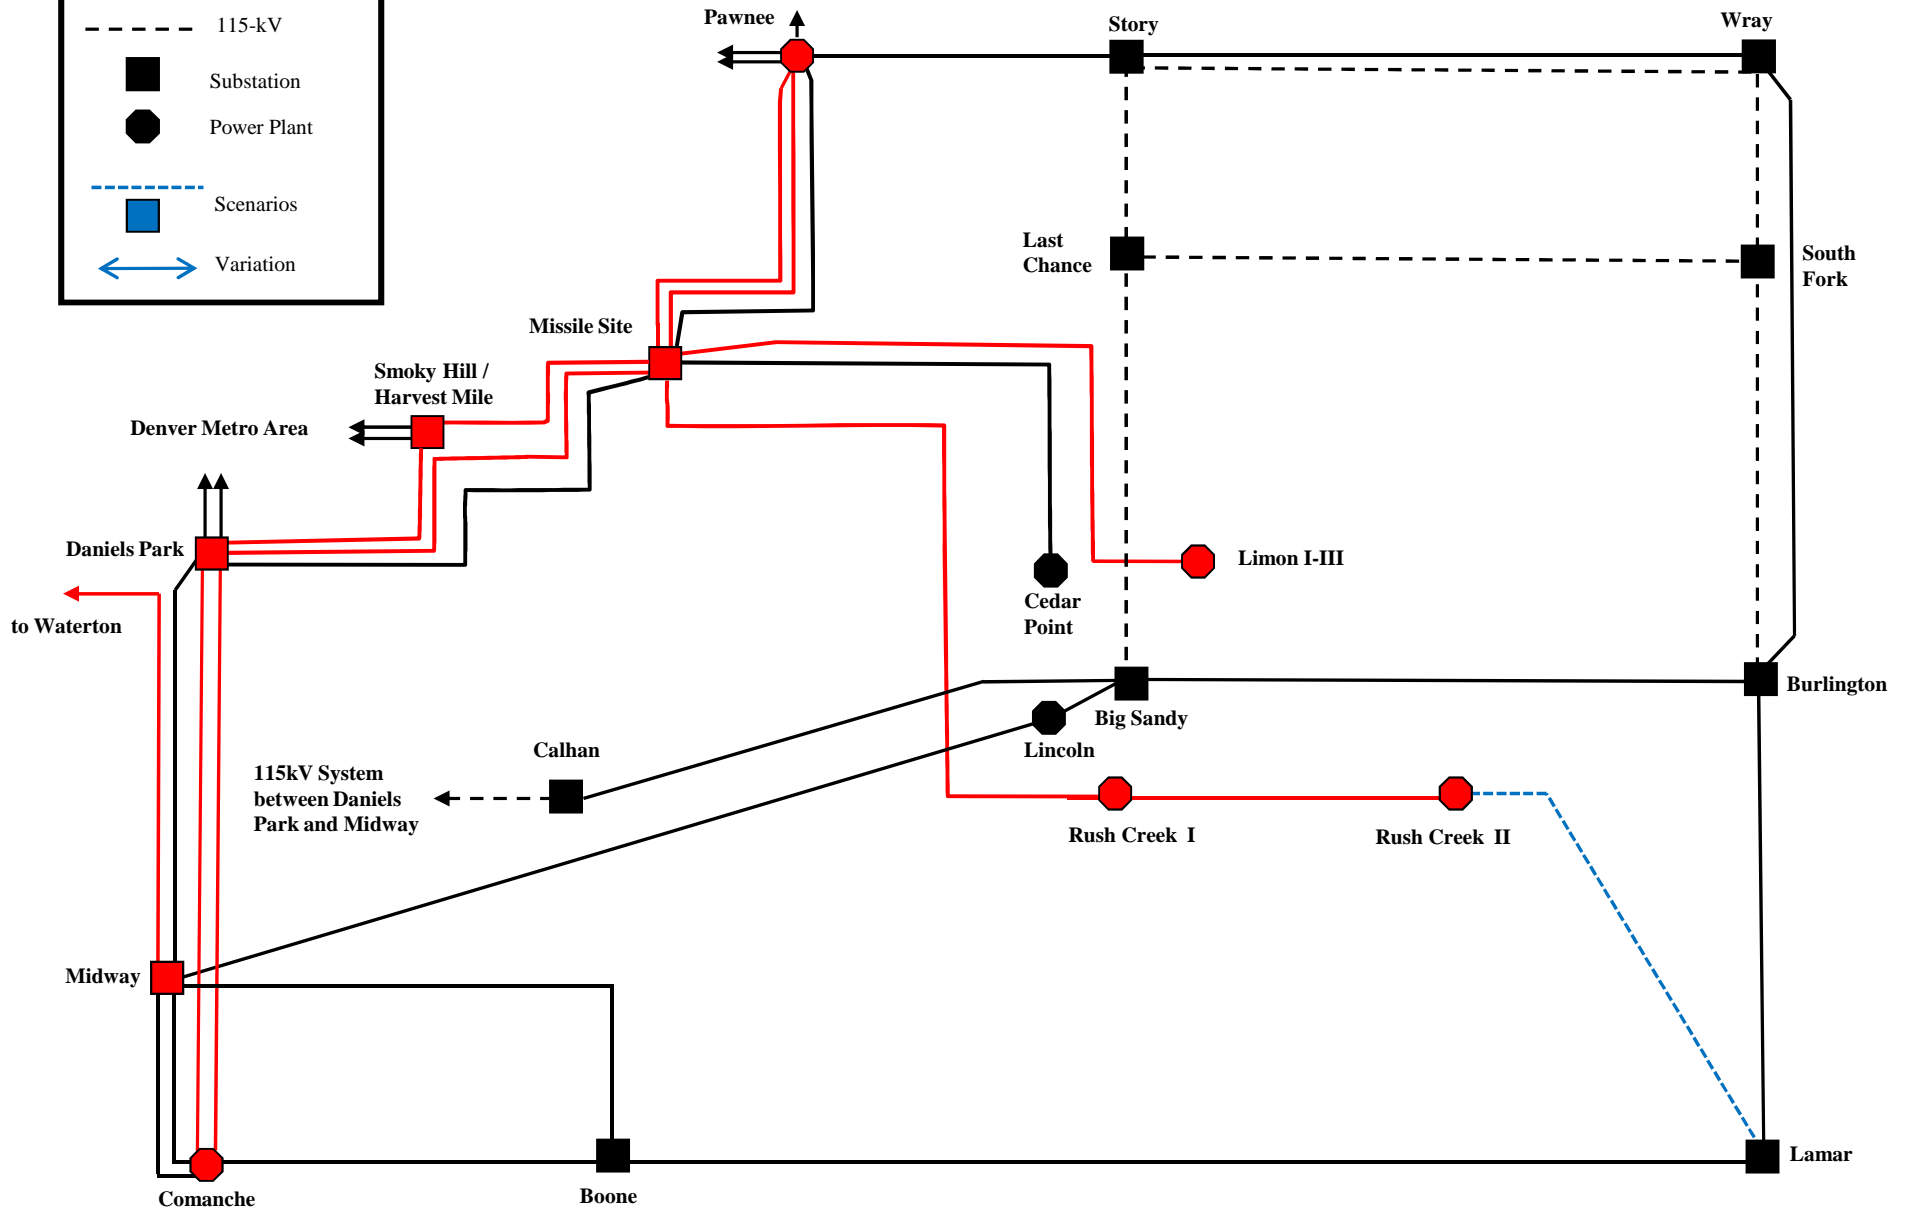 115-kV
Substation
Power Plant
Scenarios
Variation
Pawnee
Story
Wray
Last
Chance
South
Fork
Missile Site
Smoky Hill /
Harvest Mile
Denver Metro Area
Daniels Park
to Waterton
Limon I-III
Cedar
Point
Burlington
Big Sandy
Lincoln
Calhan
115kV System
between Daniels
Park and Midway
Rush Creek I
Rush Creek II
Midway
Lamar
Comanche
Boone